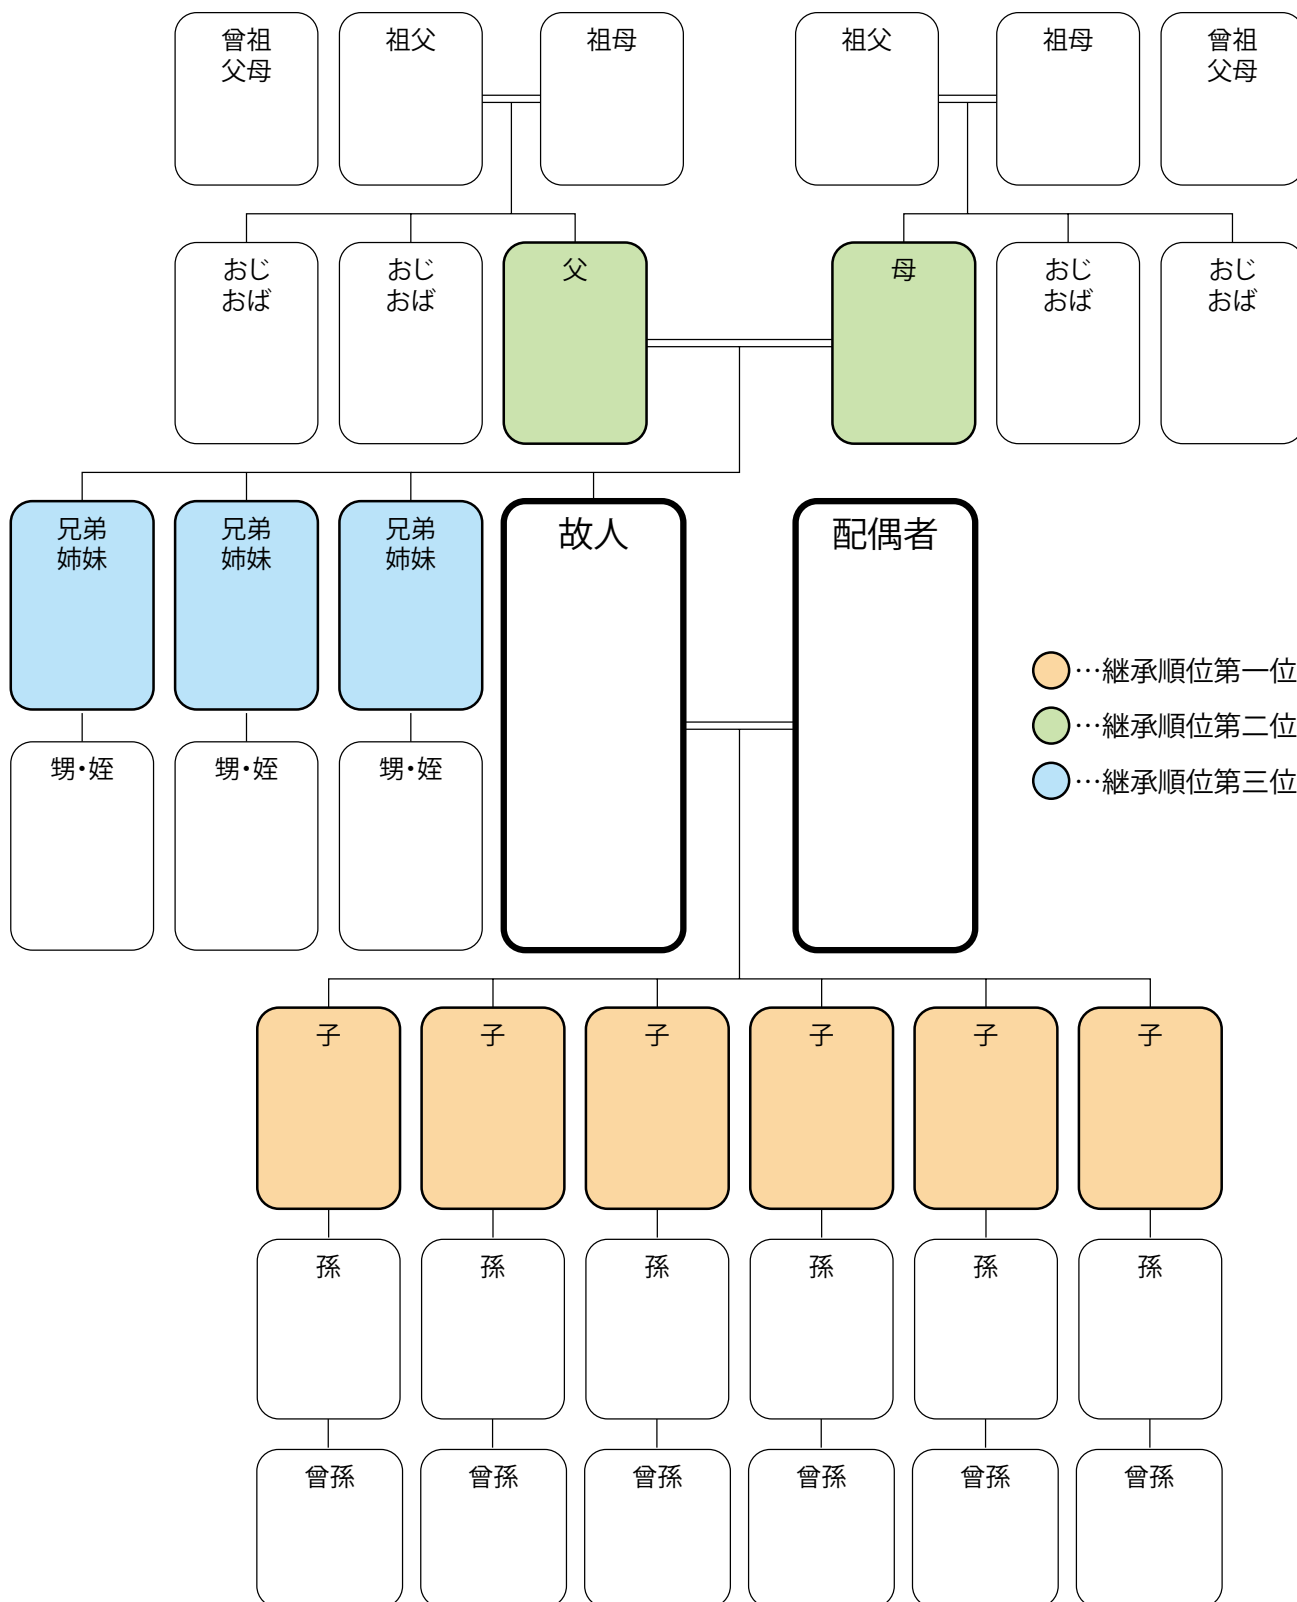 曾祖
父母
祖父
祖母
祖父
祖母
曾祖
父母
おじ
おば
おじ
おば
父
母
おじ
おば
おじ
おば
兄弟
姉妹
兄弟
姉妹
兄弟
姉妹
故人
配偶者
…継承順位第一位
…継承順位第二位
…継承順位第三位
甥・姪
甥・姪
甥・姪
子
子
子
子
子
子
孫
孫
孫
孫
孫
孫
曾孫
曾孫
曾孫
曾孫
曾孫
曾孫